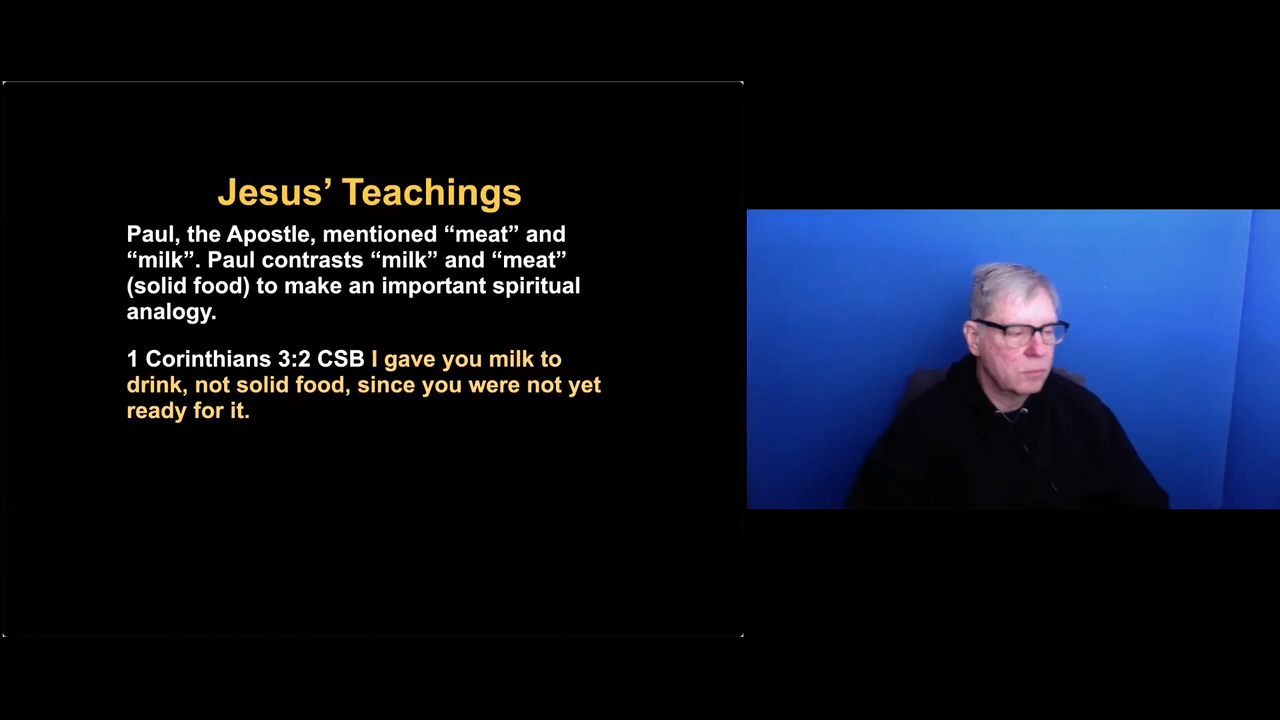 Jesus’ Teachings
Paul, the Apostle, mentioned “meat” and
“milk”. Paul contrasts “milk” and “meat”
(solid food) to make an important spiritual
analogy.
1 Corinthians 3:2 CSB I gave you milk to
drink, not solid food, since you were not yet
ready for it.